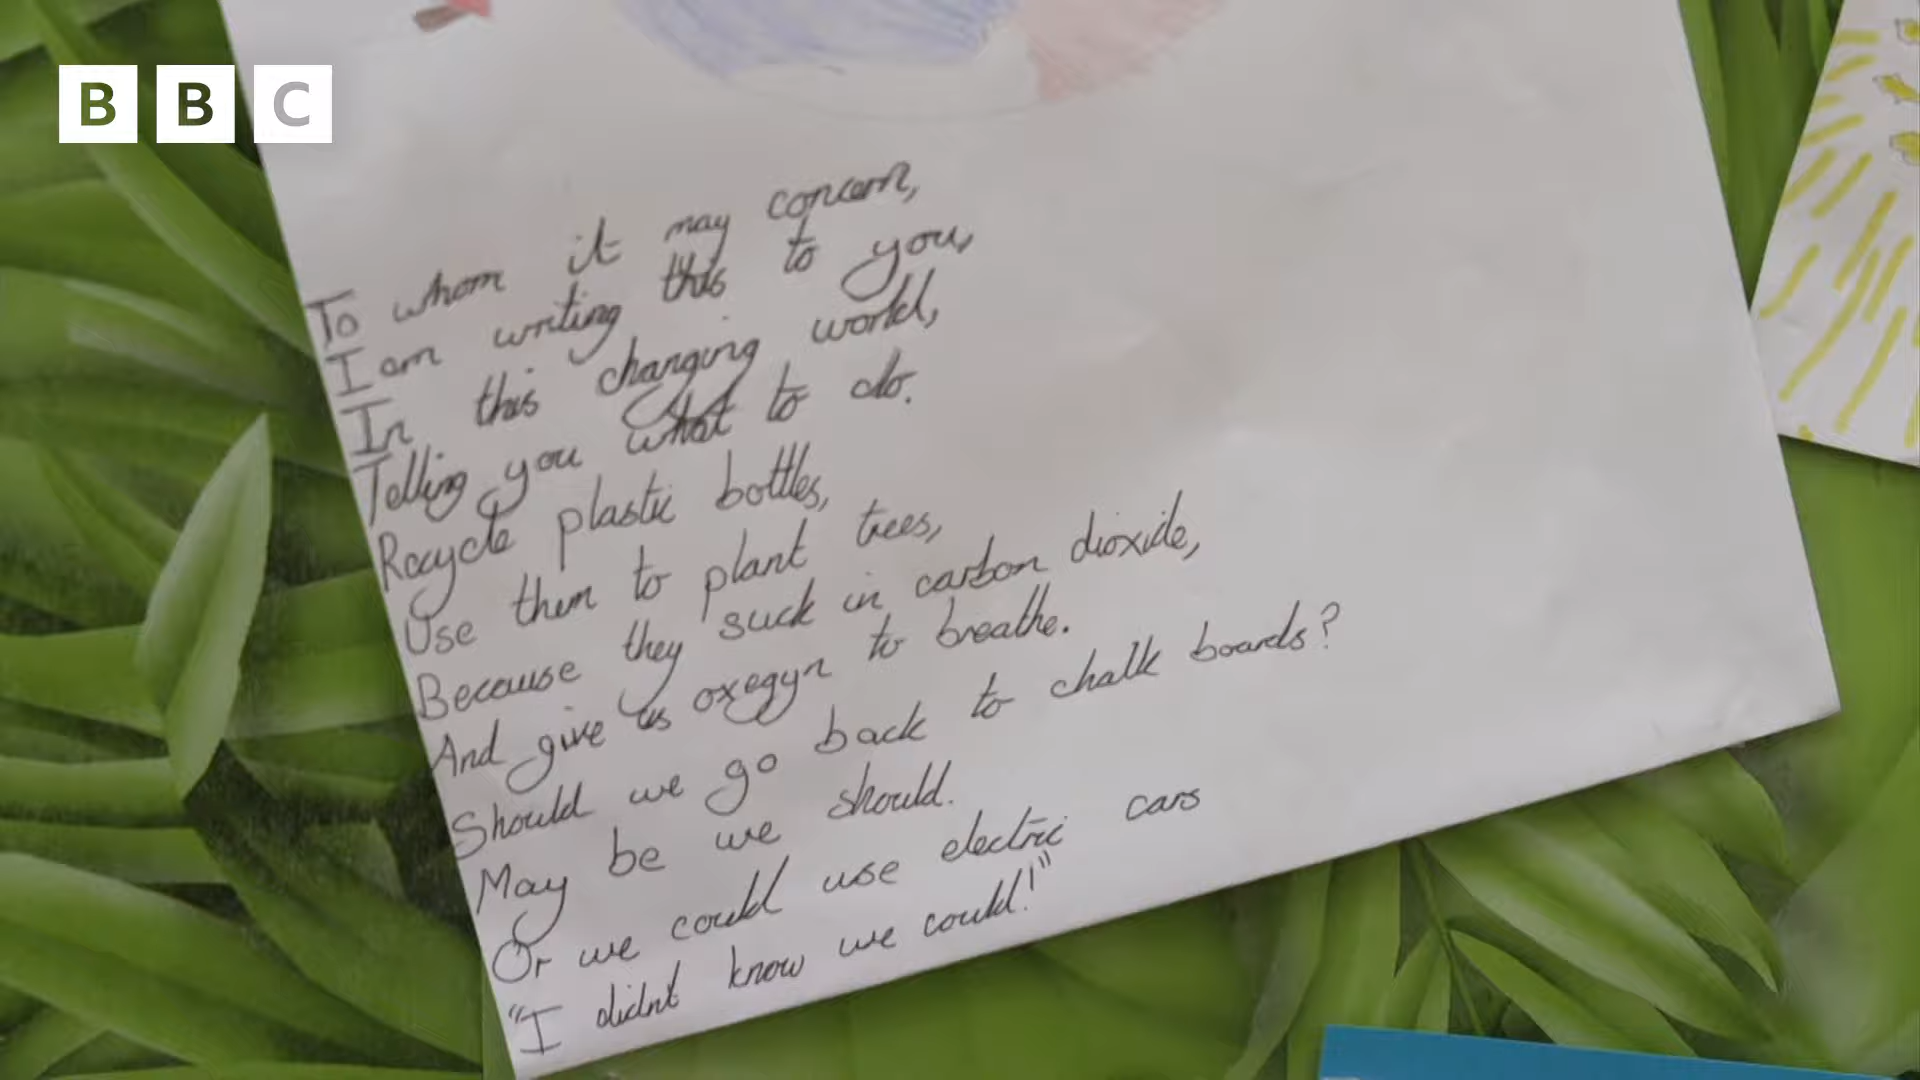 BBC
To whom it may concern,
I am writing this to you,
In this changing world,
Telling you what to do.
Recycle plastic bottles,
Use them to plant trees,
Because they suck in carbon dioxide,
And give us oxegyn to breathe.
Should we go back to chalk boards?
May be we should.
Or we could use electric cars
"I didnt know we could!"